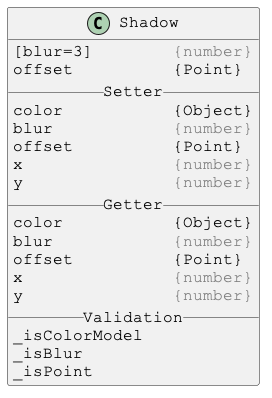 C Shadow
[blur=3] {number}
offset {Point}
Setter
color {Object}
blur {number}
offset {Point}
x {number}
y {number}
Getter
color {Object}
blur {number}
offset {Point}
x {number}
y {number}
Validation
_isColorModel
_isBlur
_isPoint